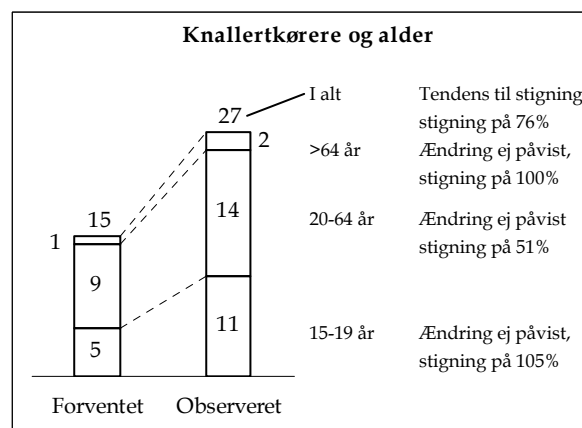 Knallertkørere og alder
I alt
Tendens til stigning
stigning på 76%
27
2
>64 år
Ændring ej påvist,
stigning på 100%
15
1
14
20-64 år
Ændring ej påvist
stigning på 51%
9
11
15-19 år
Ændring ej påvist,
stigning på 105%
5
Forventet
Observeret